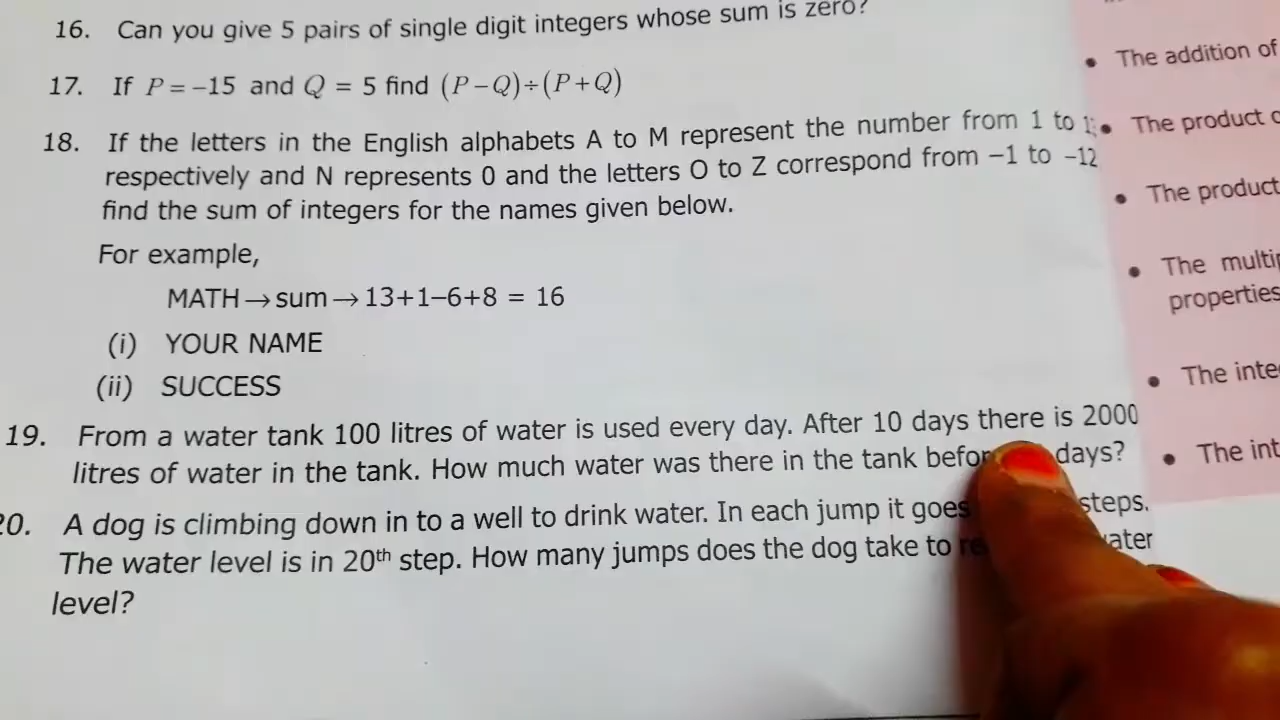 16. Can you give 5 pairs of single digit integers whose sum is zero?
17. If P = –15 and Q = 5 find (P – Q)÷(P + Q)
18. If the letters in the English alphabets A to M represent the number from 1 to
respectively and N represents 0 and the letters O to Z correspond from –1 to –12
find the sum of integers for the names given below.
For example,
MATH → sum → 13+1–6+8 = 16
(i) YOUR NAME
(ii) SUCCESS
19. From a water tank 100 litres of water is used every day. After 10 days there is 2000
litres of water in the tank. How much water was there in the tank days?
20. A dog is climbing down in to a well to drink water. In each jump it goes steps.
The water level is in 20th step. How many jumps does the dog take to
level?
• The addition of
• The product
• The product
• The
properties
• The
• The